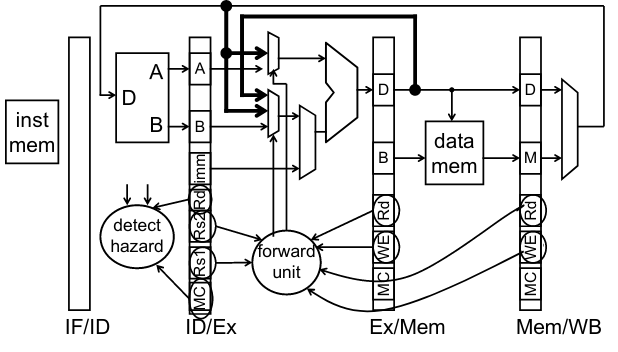 A
D
B
A
B
imm
Rd
Rs2
Rs1
MC
inst
mem
detect
hazard
forward
unit
D
B
Rd
WE
MC
data
mem
D
M
Rd
WE
MC
IF/ID
ID/Ex
Ex/Mem
Mem/WB